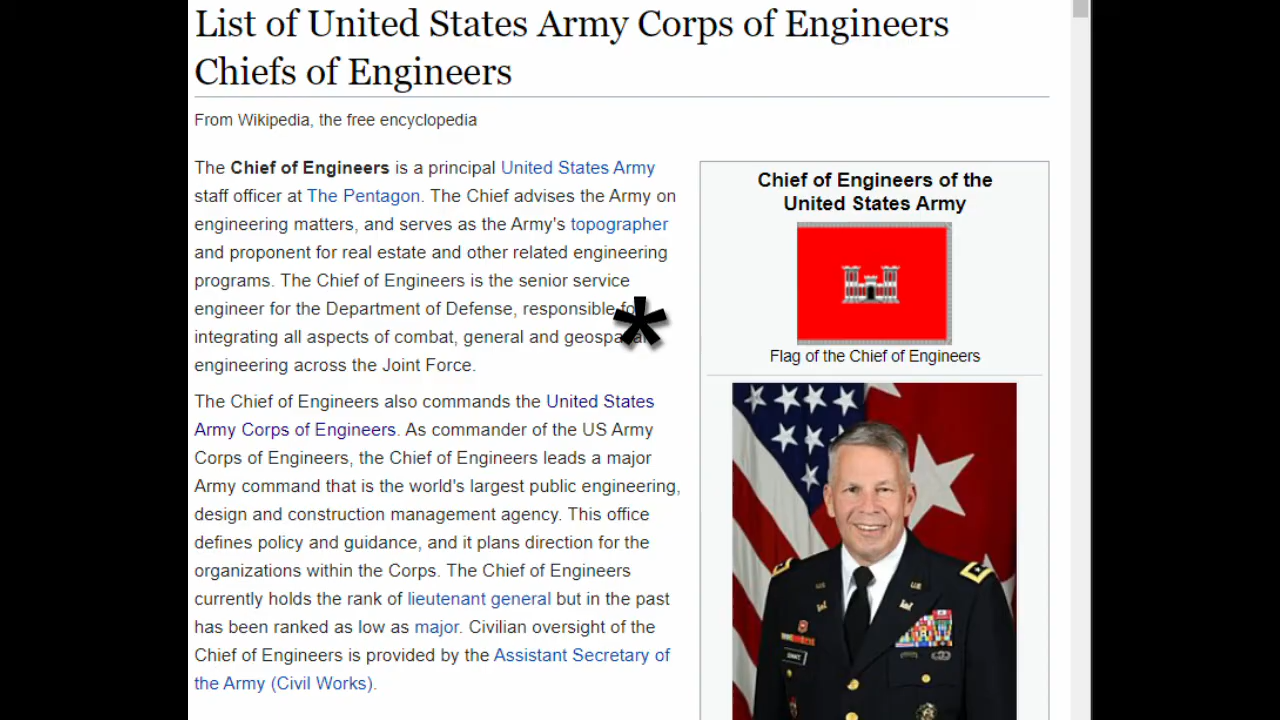 List of United States Army Corps of Engineers
Chiefs of Engineers
From Wikipedia, the free encyclopedia
The Chief of Engineers is a principal United States Army
staff officer at The Pentagon. The Chief advises the Army on
engineering matters, and serves as the Army's topographer
and proponent for real estate and other related engineering
programs. The Chief of Engineers is the senior service
engineer for the Department of Defense, responsible
integrating all aspects of combat, general and
engineering across the Joint Force.
The Chief of Engineers also commands the United States
Army Corps of Engineers. As commander of the US Army
Corps of Engineers, the Chief of Engineers leads a major
Army command that is the world's largest public engineering,
design and construction management agency. This office
defines policy and guidance, and it plans direction for the
organizations within the Corps. The Chief of Engineers
currently holds the rank of lieutenant general but in the past
has been ranked as low as major. Civilian oversight of the
Chief of Engineers is provided by the Assistant Secretary of
the Army (Civil Works).
*
Chief of Engineers of the
United States Army
Flag of the Chief of Engineers